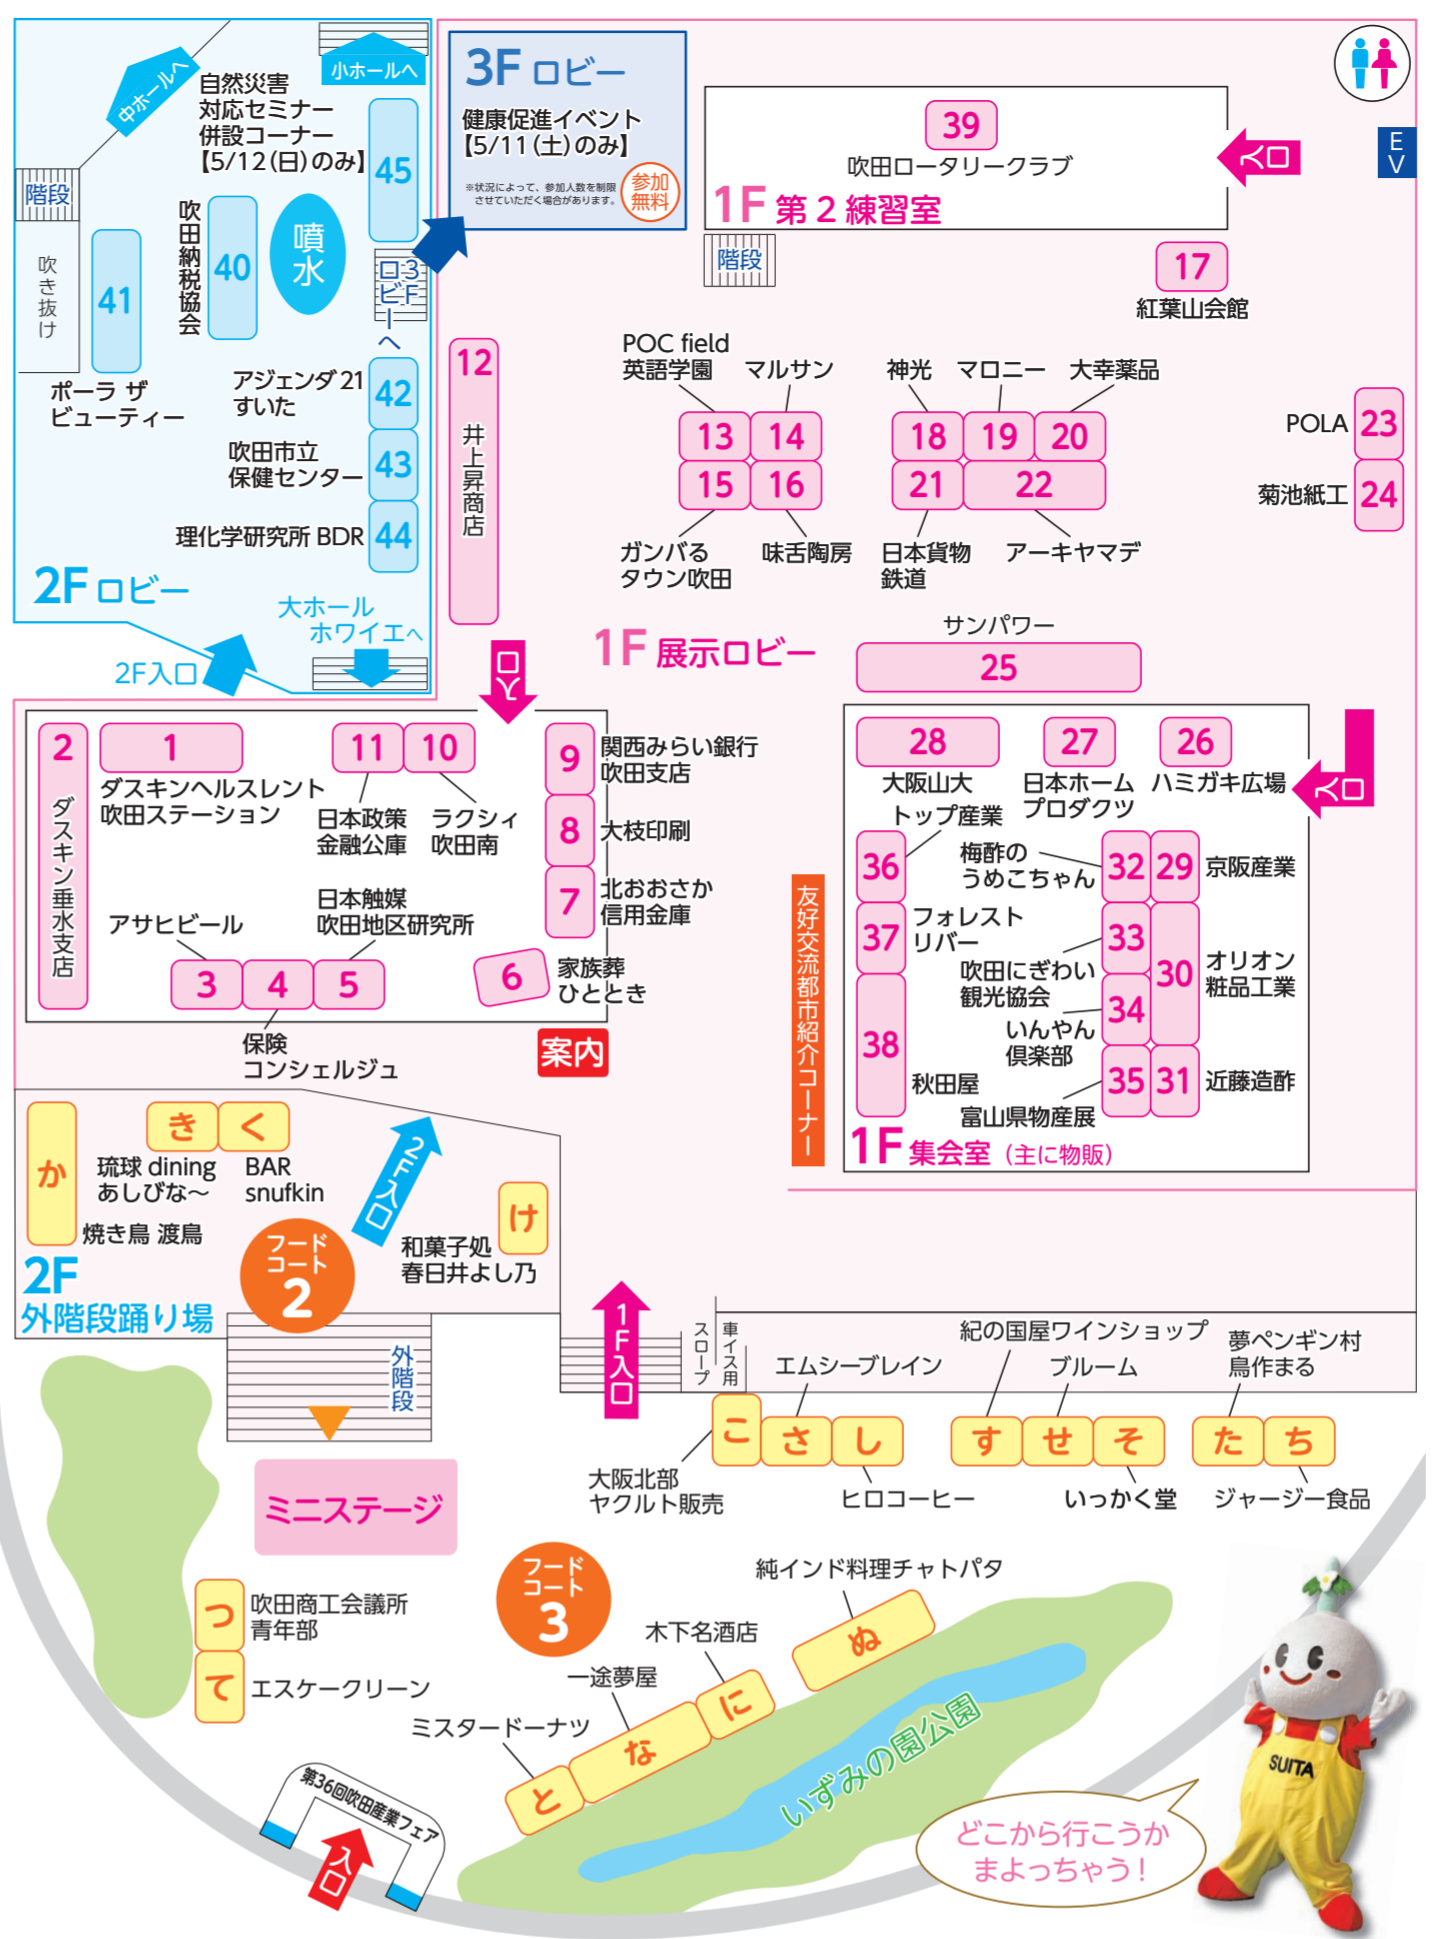 中ホールへ
小ホールへ
自然災害
対応セミナー
併設コーナー
【5/12(日)のみ】
45
階段
吹き抜け
41
ポーラ ザ
ビューティー
吹田納税協会
40
噴水
3F
ロビーへ
アジェンダ21
すいた
42
吹田市立
保健センター
43
理化学研究所 BDR
44
2F ロビー
大ホール
ホワイエへ
2F入口
3F ロビー
健康促進イベント
【5/11(土)のみ】
※状況によって、参加人数を制限
させていただく場合があります。
参加
無料
39
吹田ロータリークラブ
1F 第2練習室
入口
EV
階段
17
紅葉山会館
12
井上昇商店
POC field
英語学園
マルサン
13
14
15
16
ガンバる
タウン吹田
味舌陶房
神光
マロニー
大幸薬品
18
19
20
21
22
日本貨物
鉄道
アーキヤマデ
POLA
23
菊池紙工
24
1F 展示ロビー
サンパワー
25
入口
2
ダスキン垂水支店
1
ダスキンヘルスレント
吹田ステーション
11
10
日本政策
金融公庫
ラクシィ
吹田南
9
関西みらい銀行
吹田支店
8
大枝印刷
7
北おおさか
信用金庫
アサヒビール
日本触媒
吹田地区研究所
3
4
5
6
家族葬
ひととき
保険
コンシェルジュ
案内
28
大阪山大
27
日本ホーム
プロダクツ
26
ハミガキ広場
入口
トップ産業
36
梅酢の
うめこちゃん
32
29
京阪産業
37
フォレスト
リバー
33
吹田にぎわい
観光協会
30
オリオン
粧品工業
34
いんやん
倶楽部
38
秋田屋
35
31
近藤造酢
富山県物産展
1F 集会室(主に物販)
友好交流都市紹介コーナー
か
焼き鳥 渡鳥
き
琉球 dining
あしびな〜
く
BAR
snufkin
2F入口
け
和菓子処
春日井よし乃
フード
コート
2
2F
外階段踊り場
外階段
1F入口
車イス用
スロープ
ミニステージ
エムシーブレイン
紀の国屋ワインショップ
ブルーム
夢ペンギン村
鳥作まる
こ
さ
し
す
せ
そ
た
ち
大阪北部
ヤクルト販売
ヒロコーヒー
いっかく堂
ジャージー食品
つ
吹田商工会議所
青年部
て
エスケークリーン
フード
コート
3
純インド料理チャトパタ
ぬ
木下名酒店
に
一途夢屋
な
ミスタードーナツ
と
いずみの園公園
第36回吹田産業フェア
入口
SUITA
どこから行こうか
まよっちゃう!